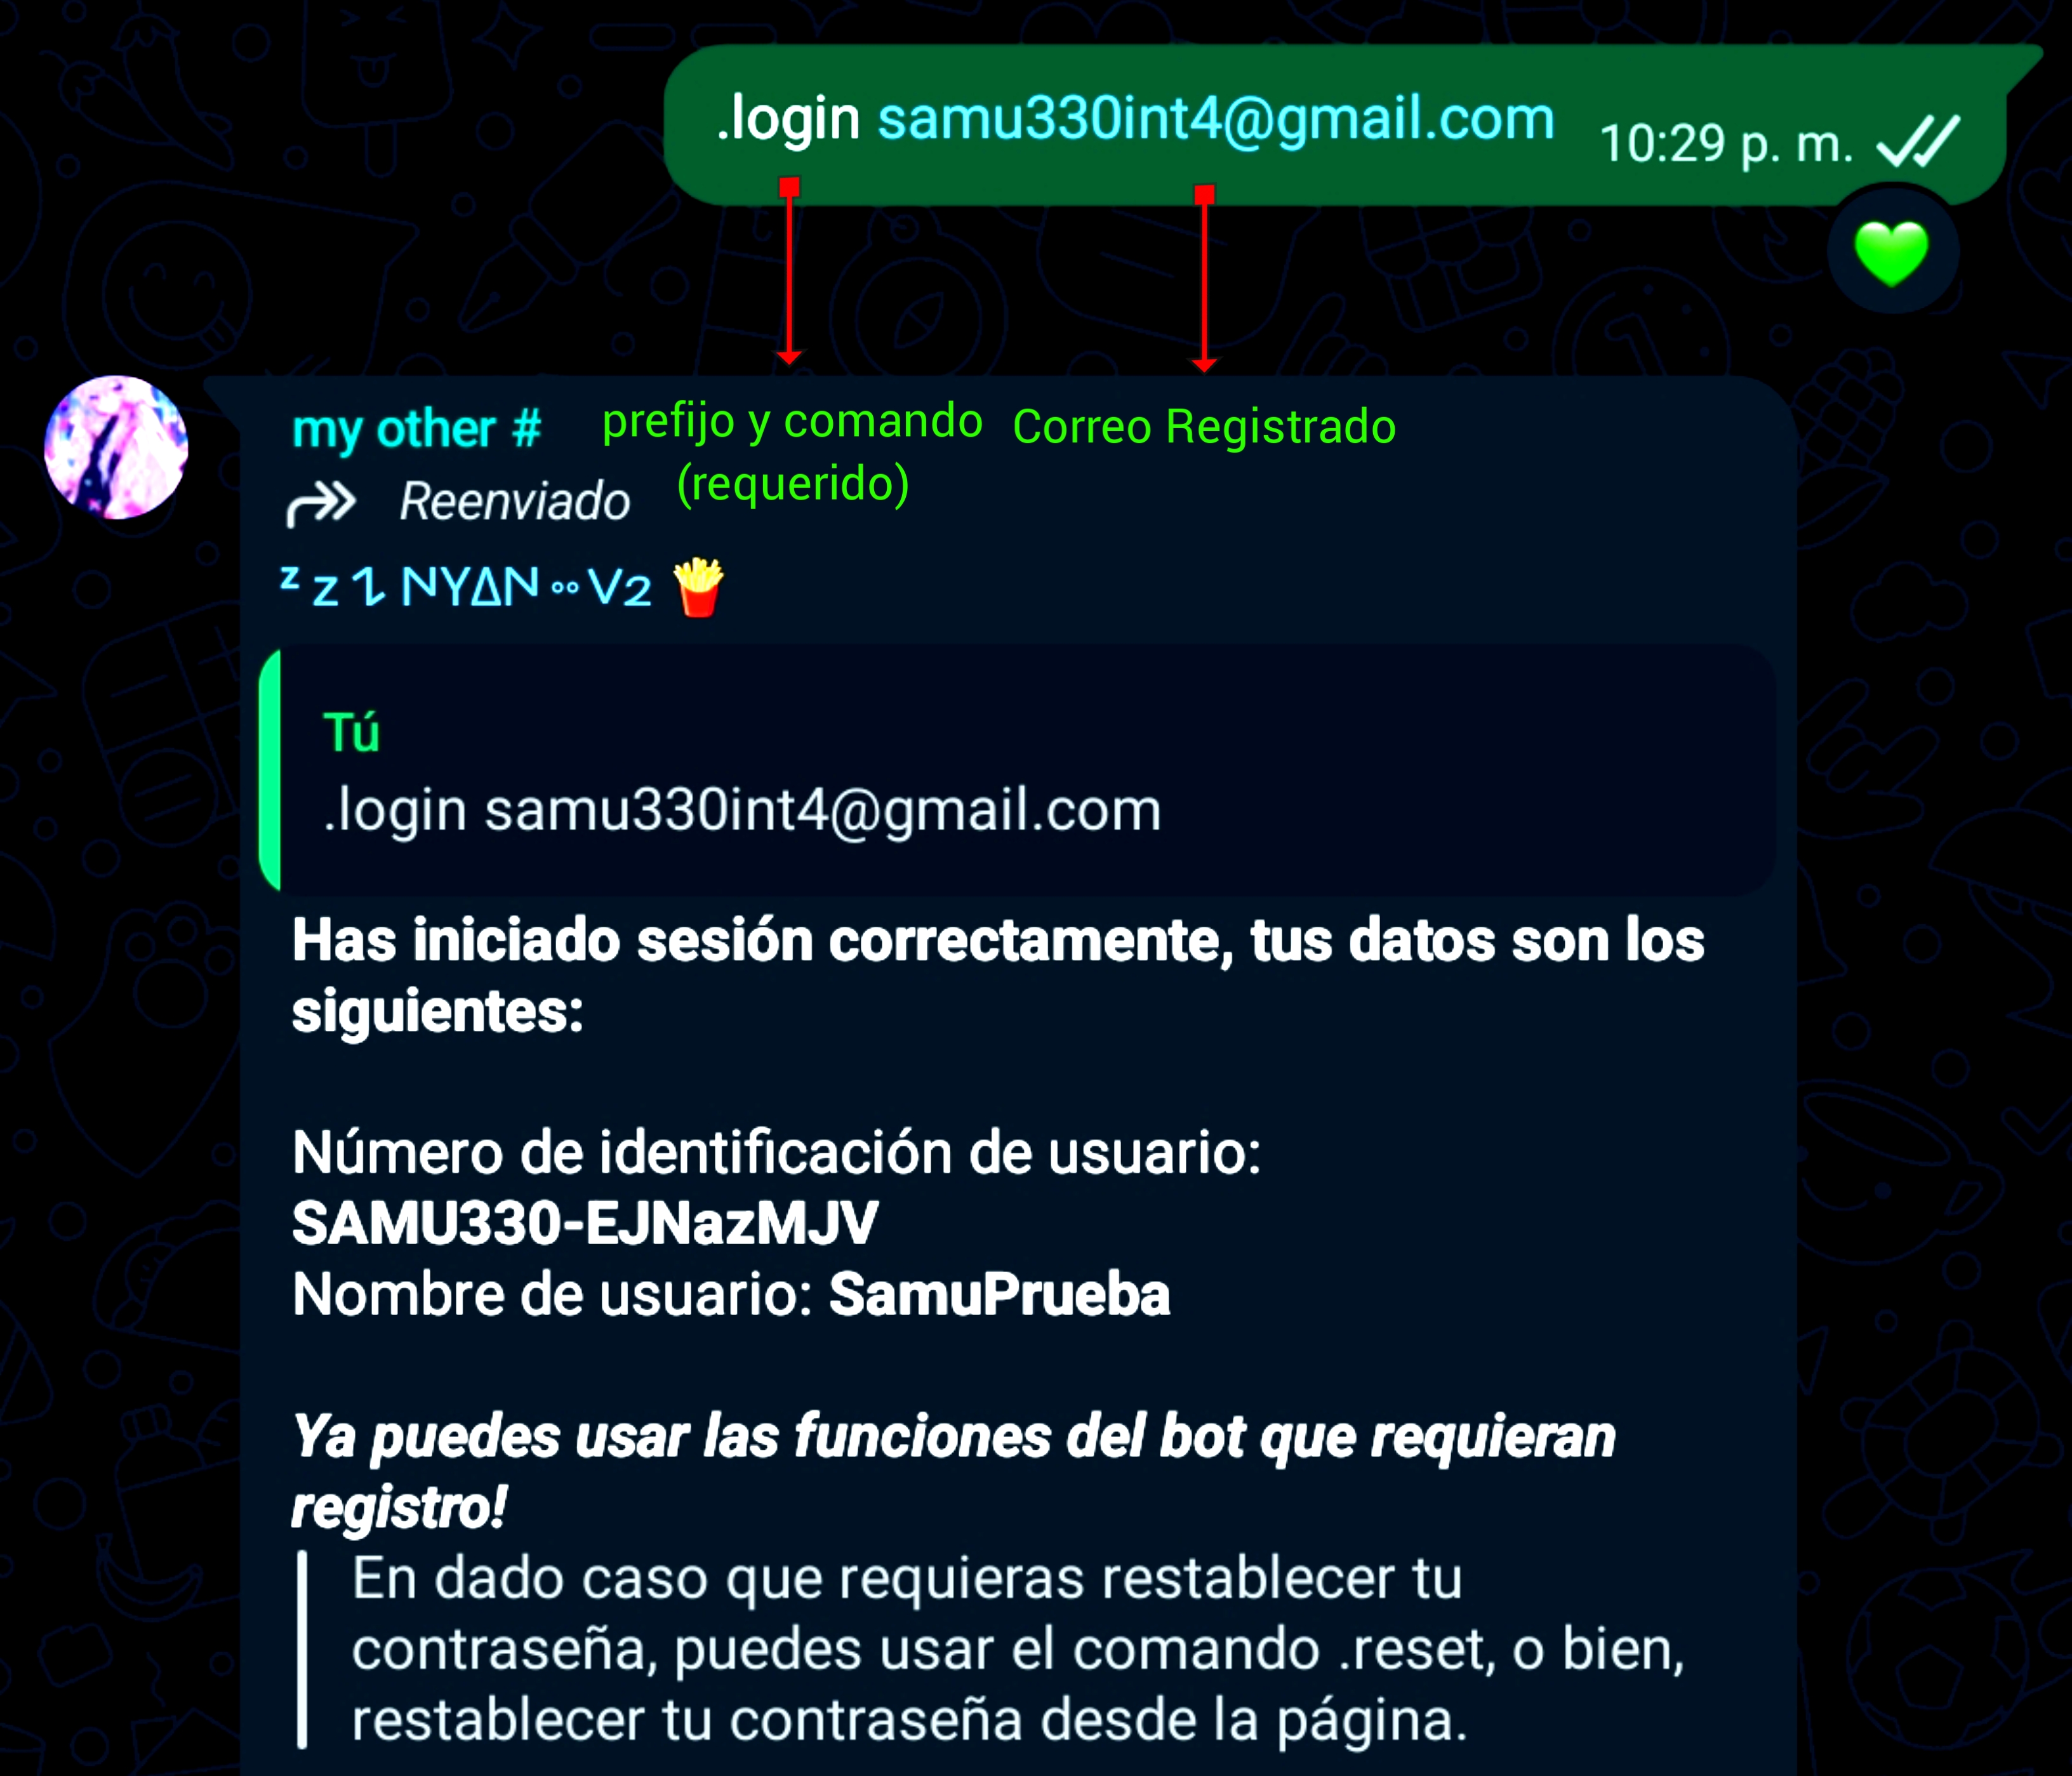 .login samu330int4@gmail.com 10:29 p. m.
my other # prefijo y comando Correo Registrado
Reenviado (requerido)
NYΔN °° V2 🍟
Tú
.login samu330int4@gmail.com
Has iniciado sesión correctamente, tus datos son los
siguientes:
Número de identificación de usuario:
SAMU330-EJNazMJV
Nombre de usuario: SamuPrueba
Ya puedes usar las funciones del bot que requieran
registro!
En dado caso que requieras restablecer tu
contraseña, puedes usar el comando .reset, o bien,
restablecer tu contraseña desde la página.